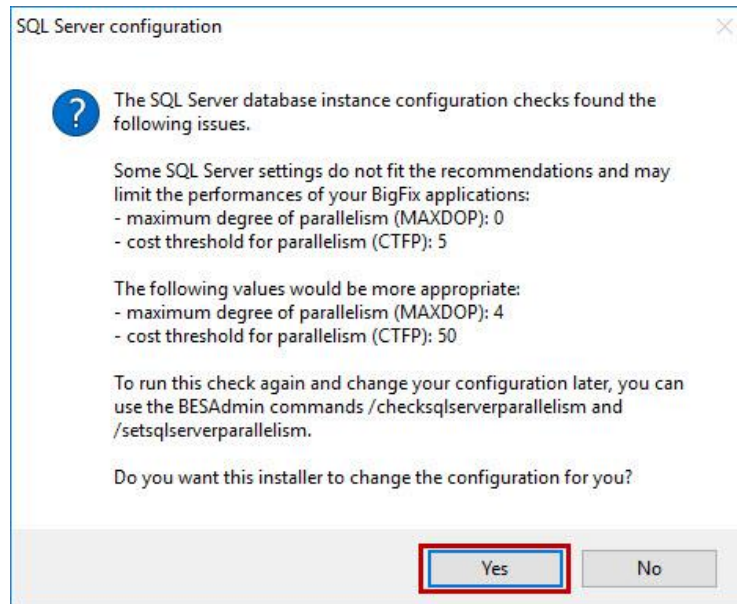 SQL Server configuration
?
The SQL Server database instance configuration checks found the
following issues.
Some SQL Server settings do not fit the recommendations and may
limit the performances of your BigFix applications:
- maximum degree of parallelism (MAXDOP): 0
- cost threshold for parallelism (CTFP): 5
The following values would be more appropriate:
- maximum degree of parallelism (MAXDOP): 4
- cost threshold for parallelism (CTFP): 50
To run this check again and change your configuration later, you can
use the BESAdmin commands /checksqlserverparallelism and
/setsqlserverparallelism.
Do you want this installer to change the configuration for you?
Yes
No